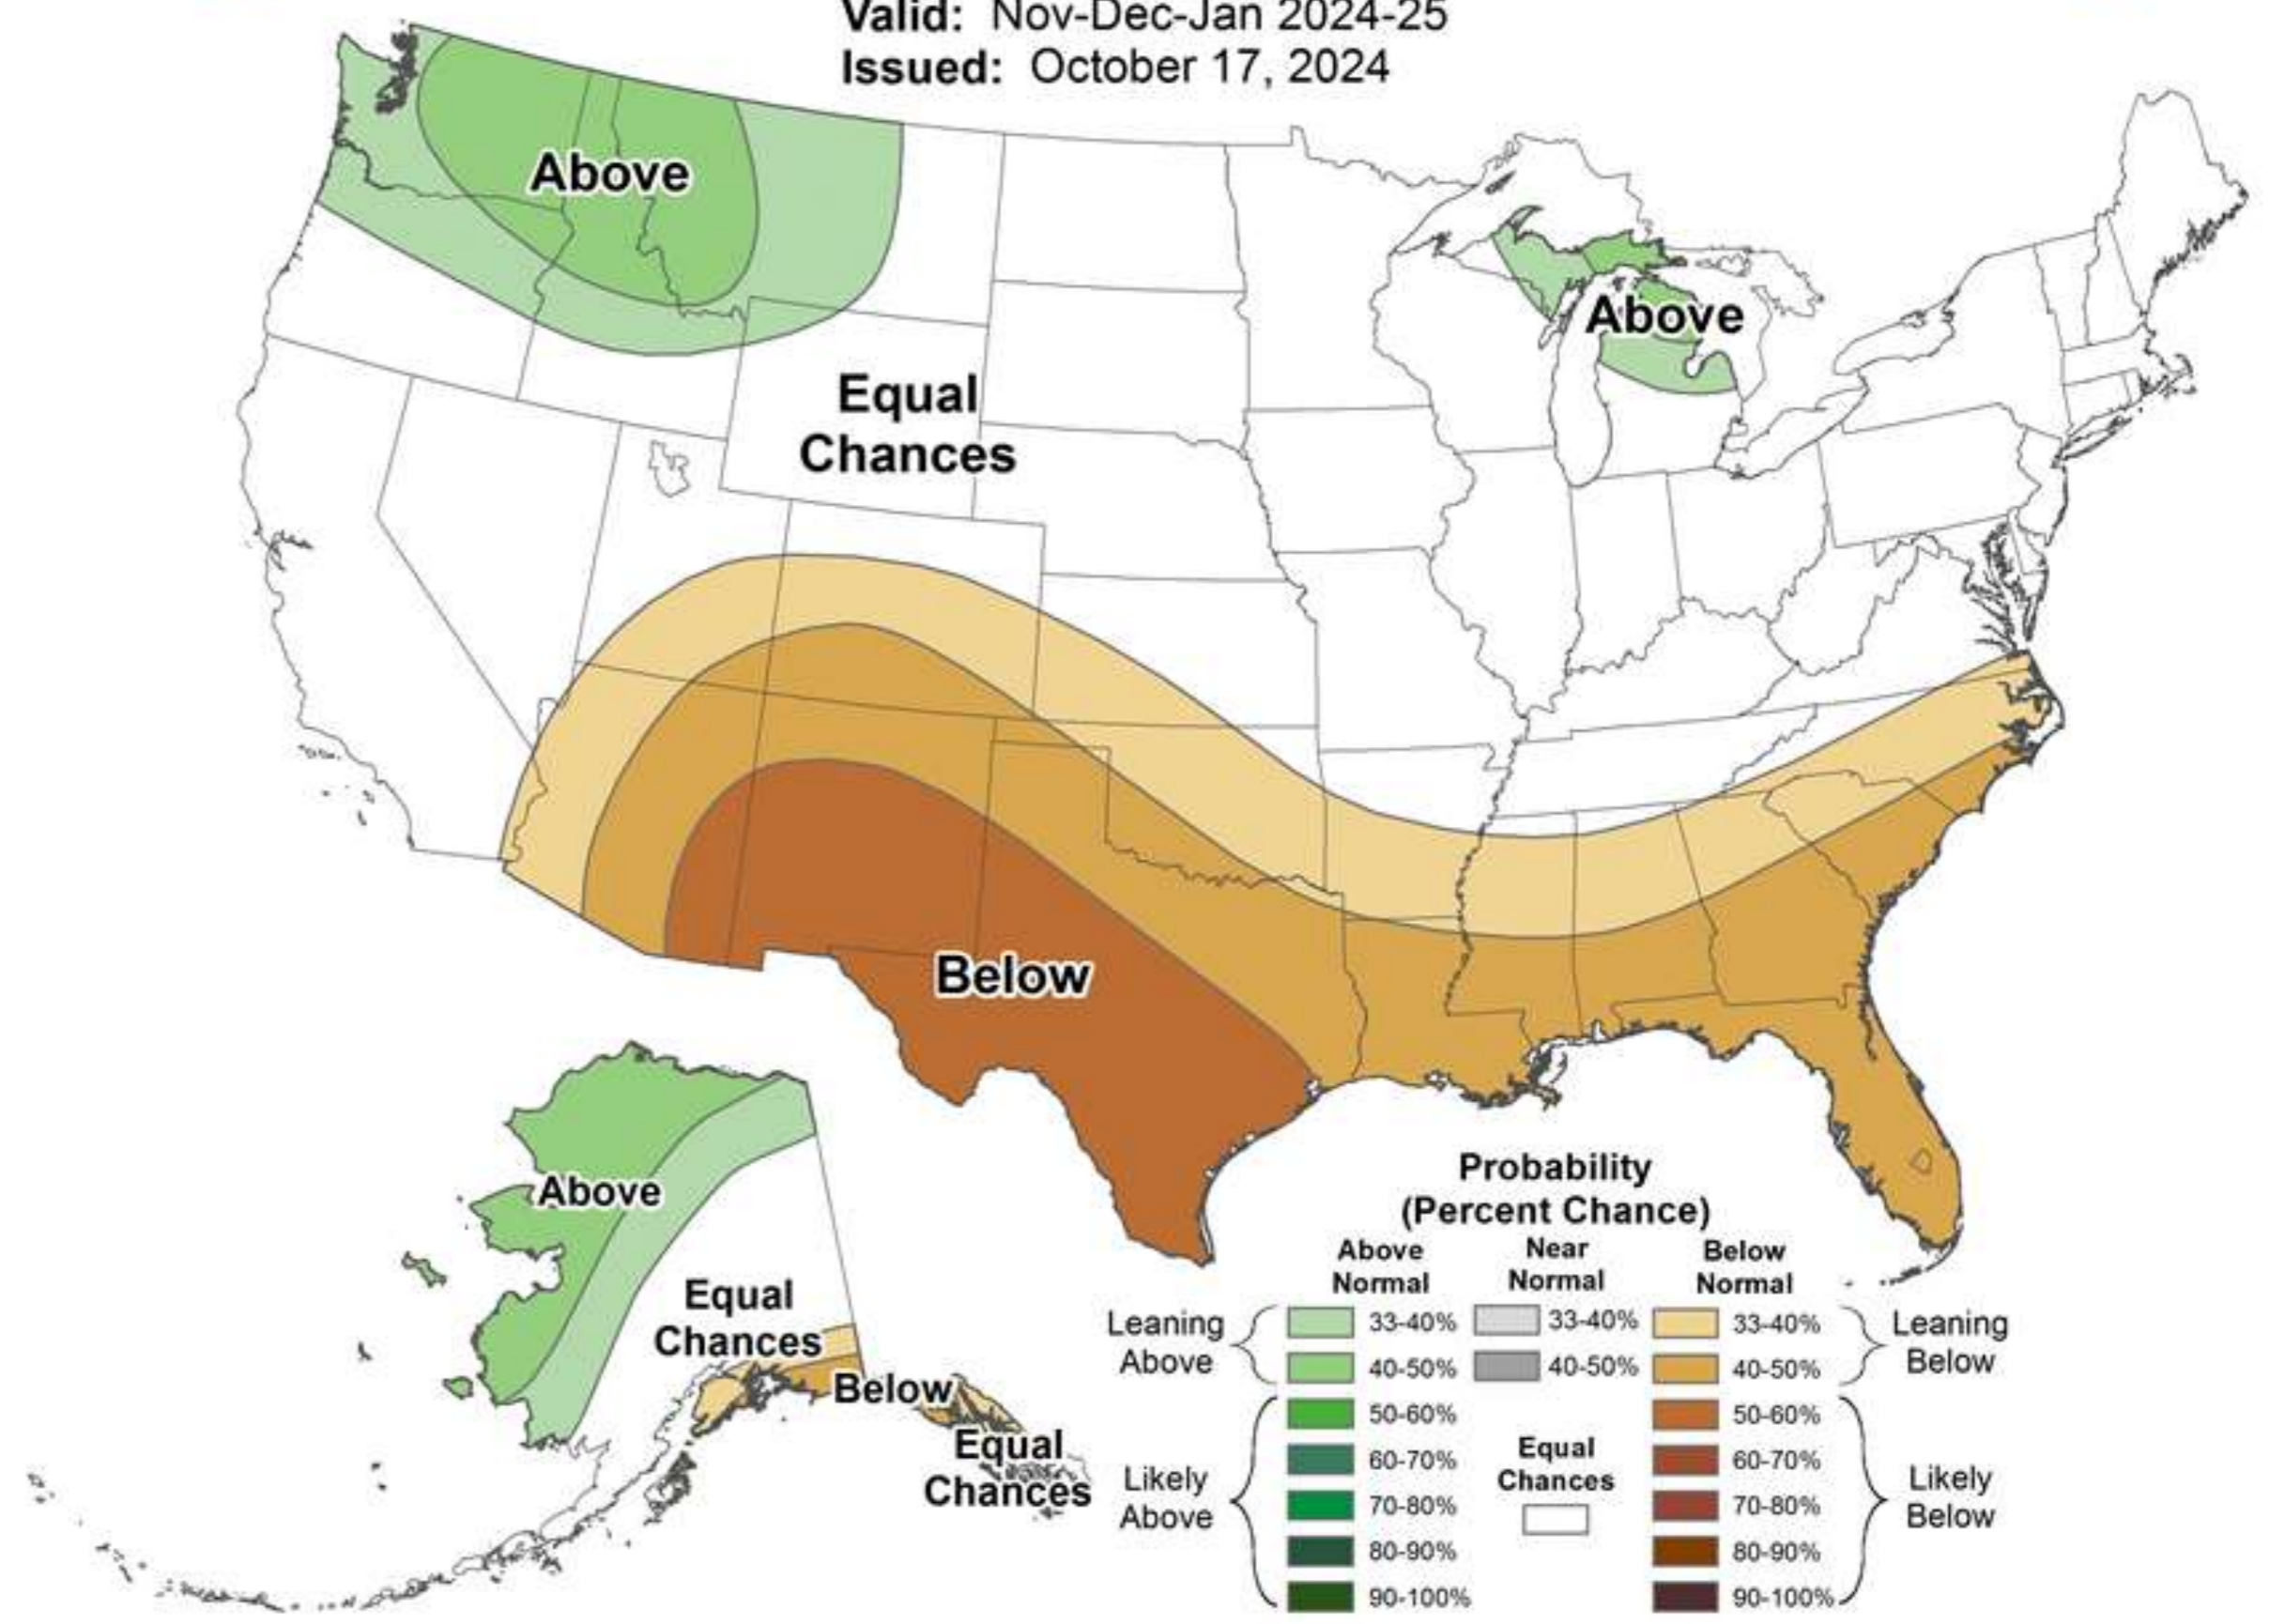 Valid: Nov-Dec-Jan 2024-25
Issued: October 17, 2024
Above
Above
Equal
Chances
Below
Above
Equal
Chances
Below
Equal
Chances
Probability
(Percent Chance)
Above
Normal
Near
Normal
Below
Normal
Leaning
Above
33-40% 33-40% 33-40%
40-50% 40-50% 40-50%
Leaning
Below
50-60% 50-60%
60-70% 60-70%
70-80% 70-80%
80-90% 80-90%
90-100% 90-100%
Equal
Chances
Likely
Above
Likely
Below